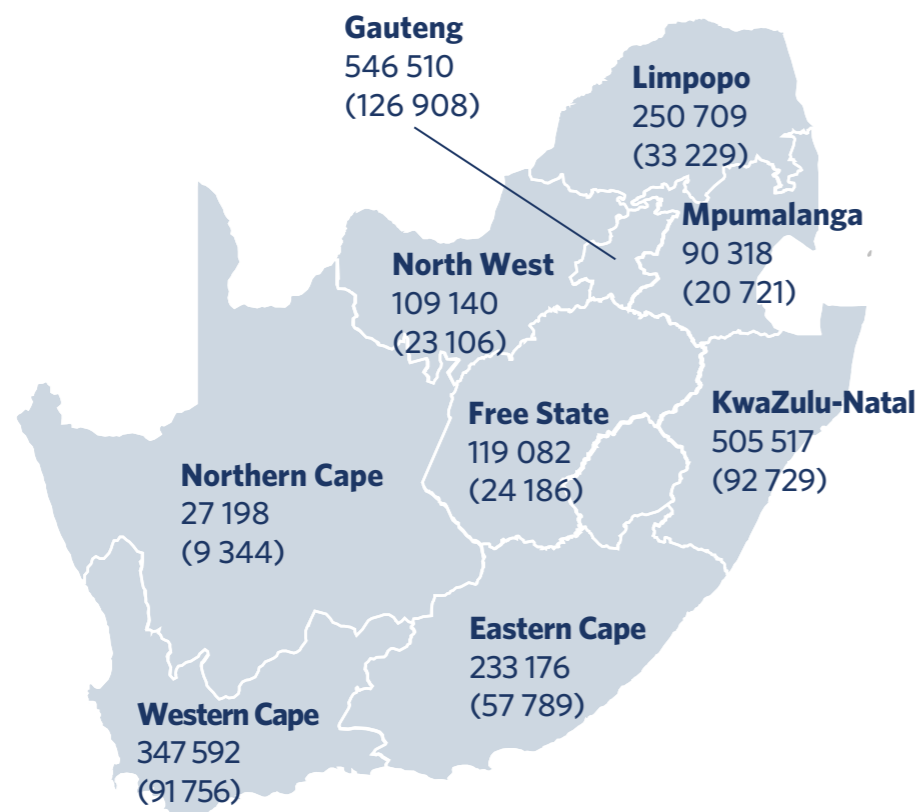 Gauteng
546 510
(126 908)
Limpopo
250 709
(33 229)
Mpumalanga
90 318
(20 721)
North West
109 140
(23 106)
KwaZulu-Natal
505 517
(92 729)
Free State
119 082
(24 186)
Northern Cape
27 198
(9 344)
Eastern Cape
233 176
(57 789)
Western Cape
347 592
(91 756)